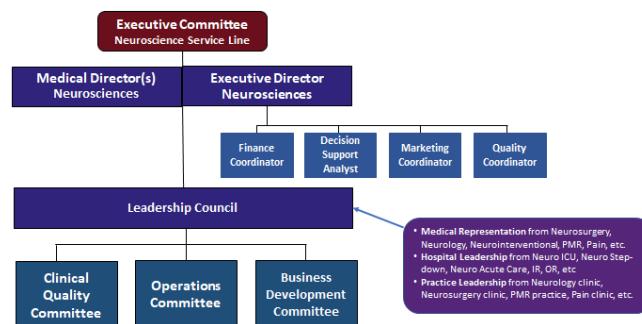 Executive Committee
Neuroscience Service Line
Medical Director(s)
Neurosciences
Executive Director
Neurosciences
Finance
Coordinator
Decision
Support
Analyst
Marketing
Coordinator
Quality
Coordinator
Leadership Council
• Medical Representation from Neurosurgery,
Neurology, Neurointerventional, PMR, Pain, etc.
• Hospital Leadership from Neuro ICU, Neuro Step-
down, Neuro Acute Care, IR, OR, etc
• Practice Leadership from Neurology clinic,
Neurosurgery clinic, PMR practice, Pain clinic, etc.
Clinical
Quality
Committee
Operations
Committee
Business
Development
Committee